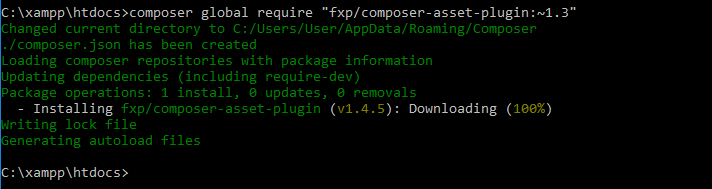 C:\xampp\htdocs>composer global require "fxp/composer-asset-plugin:~1.3"
Changed current directory to C:/Users/User/AppData/Roaming/Composer
./composer.json has been created
Loading composer repositories with package information
Updating dependencies (including require-dev)
Package operations: 1 install, 0 updates, 0 removals
  - Installing fxp/composer-asset-plugin (v1.4.5): Downloading (100%)
Writing lock file
Generating autoload files
C:\xampp\htdocs>